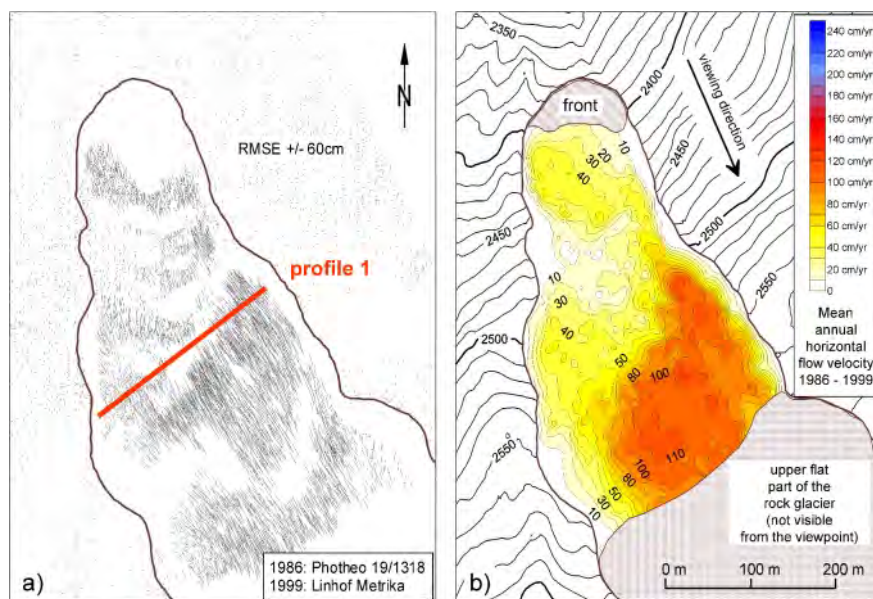 N
RMSE +/- 60cm
profile 1
1986: Photheo 19/1318
1999: Linhof Metrika
a)
2350
2400
front
viewing direction
10
20
30
40
2450
2500
2450
10
30
40
2500
50
80
100
2550
110
100
80
50
30
10
2550
240 cm/yr
220 cm/yr
200 cm/yr
180 cm/yr
160 cm/yr
140 cm/yr
120 cm/yr
100 cm/yr
80 cm/yr
60 cm/yr
40 cm/yr
20 cm/yr
0
Mean
annual
horizontal
flow velocity
1986 - 1999
upper flat
part of the
rock glacier
(not visible
from the viewpoint)
0 m
100 m
200 m
b)